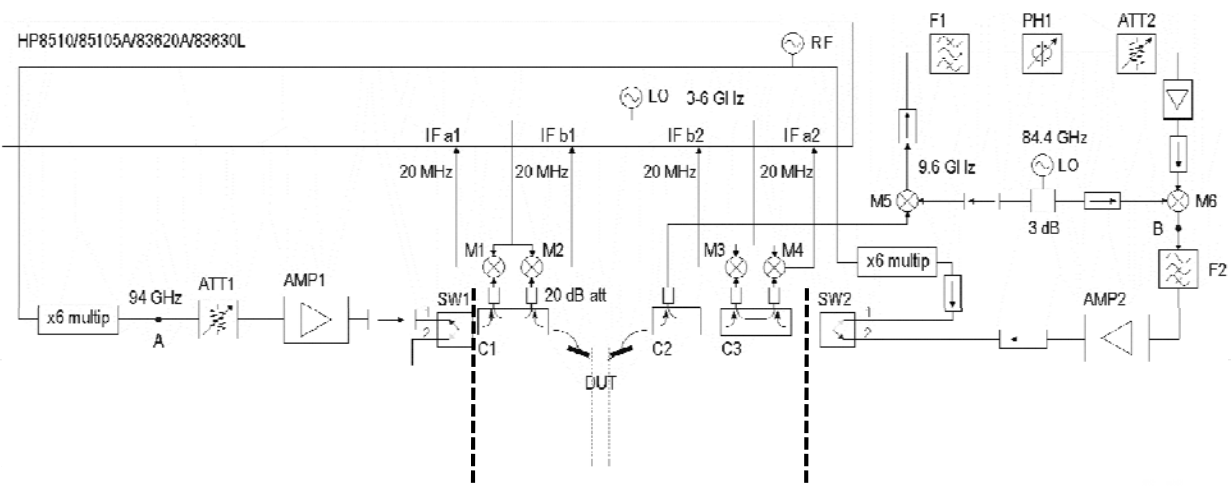 F1 PH1 ATT2
HP8510/85105A/83620A/83630L
RF
LO 3-6 GHz
IF a1 IF b1 IF b2 IF a2
20 MHz 20 MHz 20 MHz 20 MHz
84.4 GHz
9.6 GHz LO
M5 M6
3 dB B
M1 M2 M3 M4
x6 multip F2
ATT1 AMP1
94 GHz 20 dB att
SW1 SW2 AMP2
x6 multip 1 1
A 2 2
C1 C2 C3
DUT